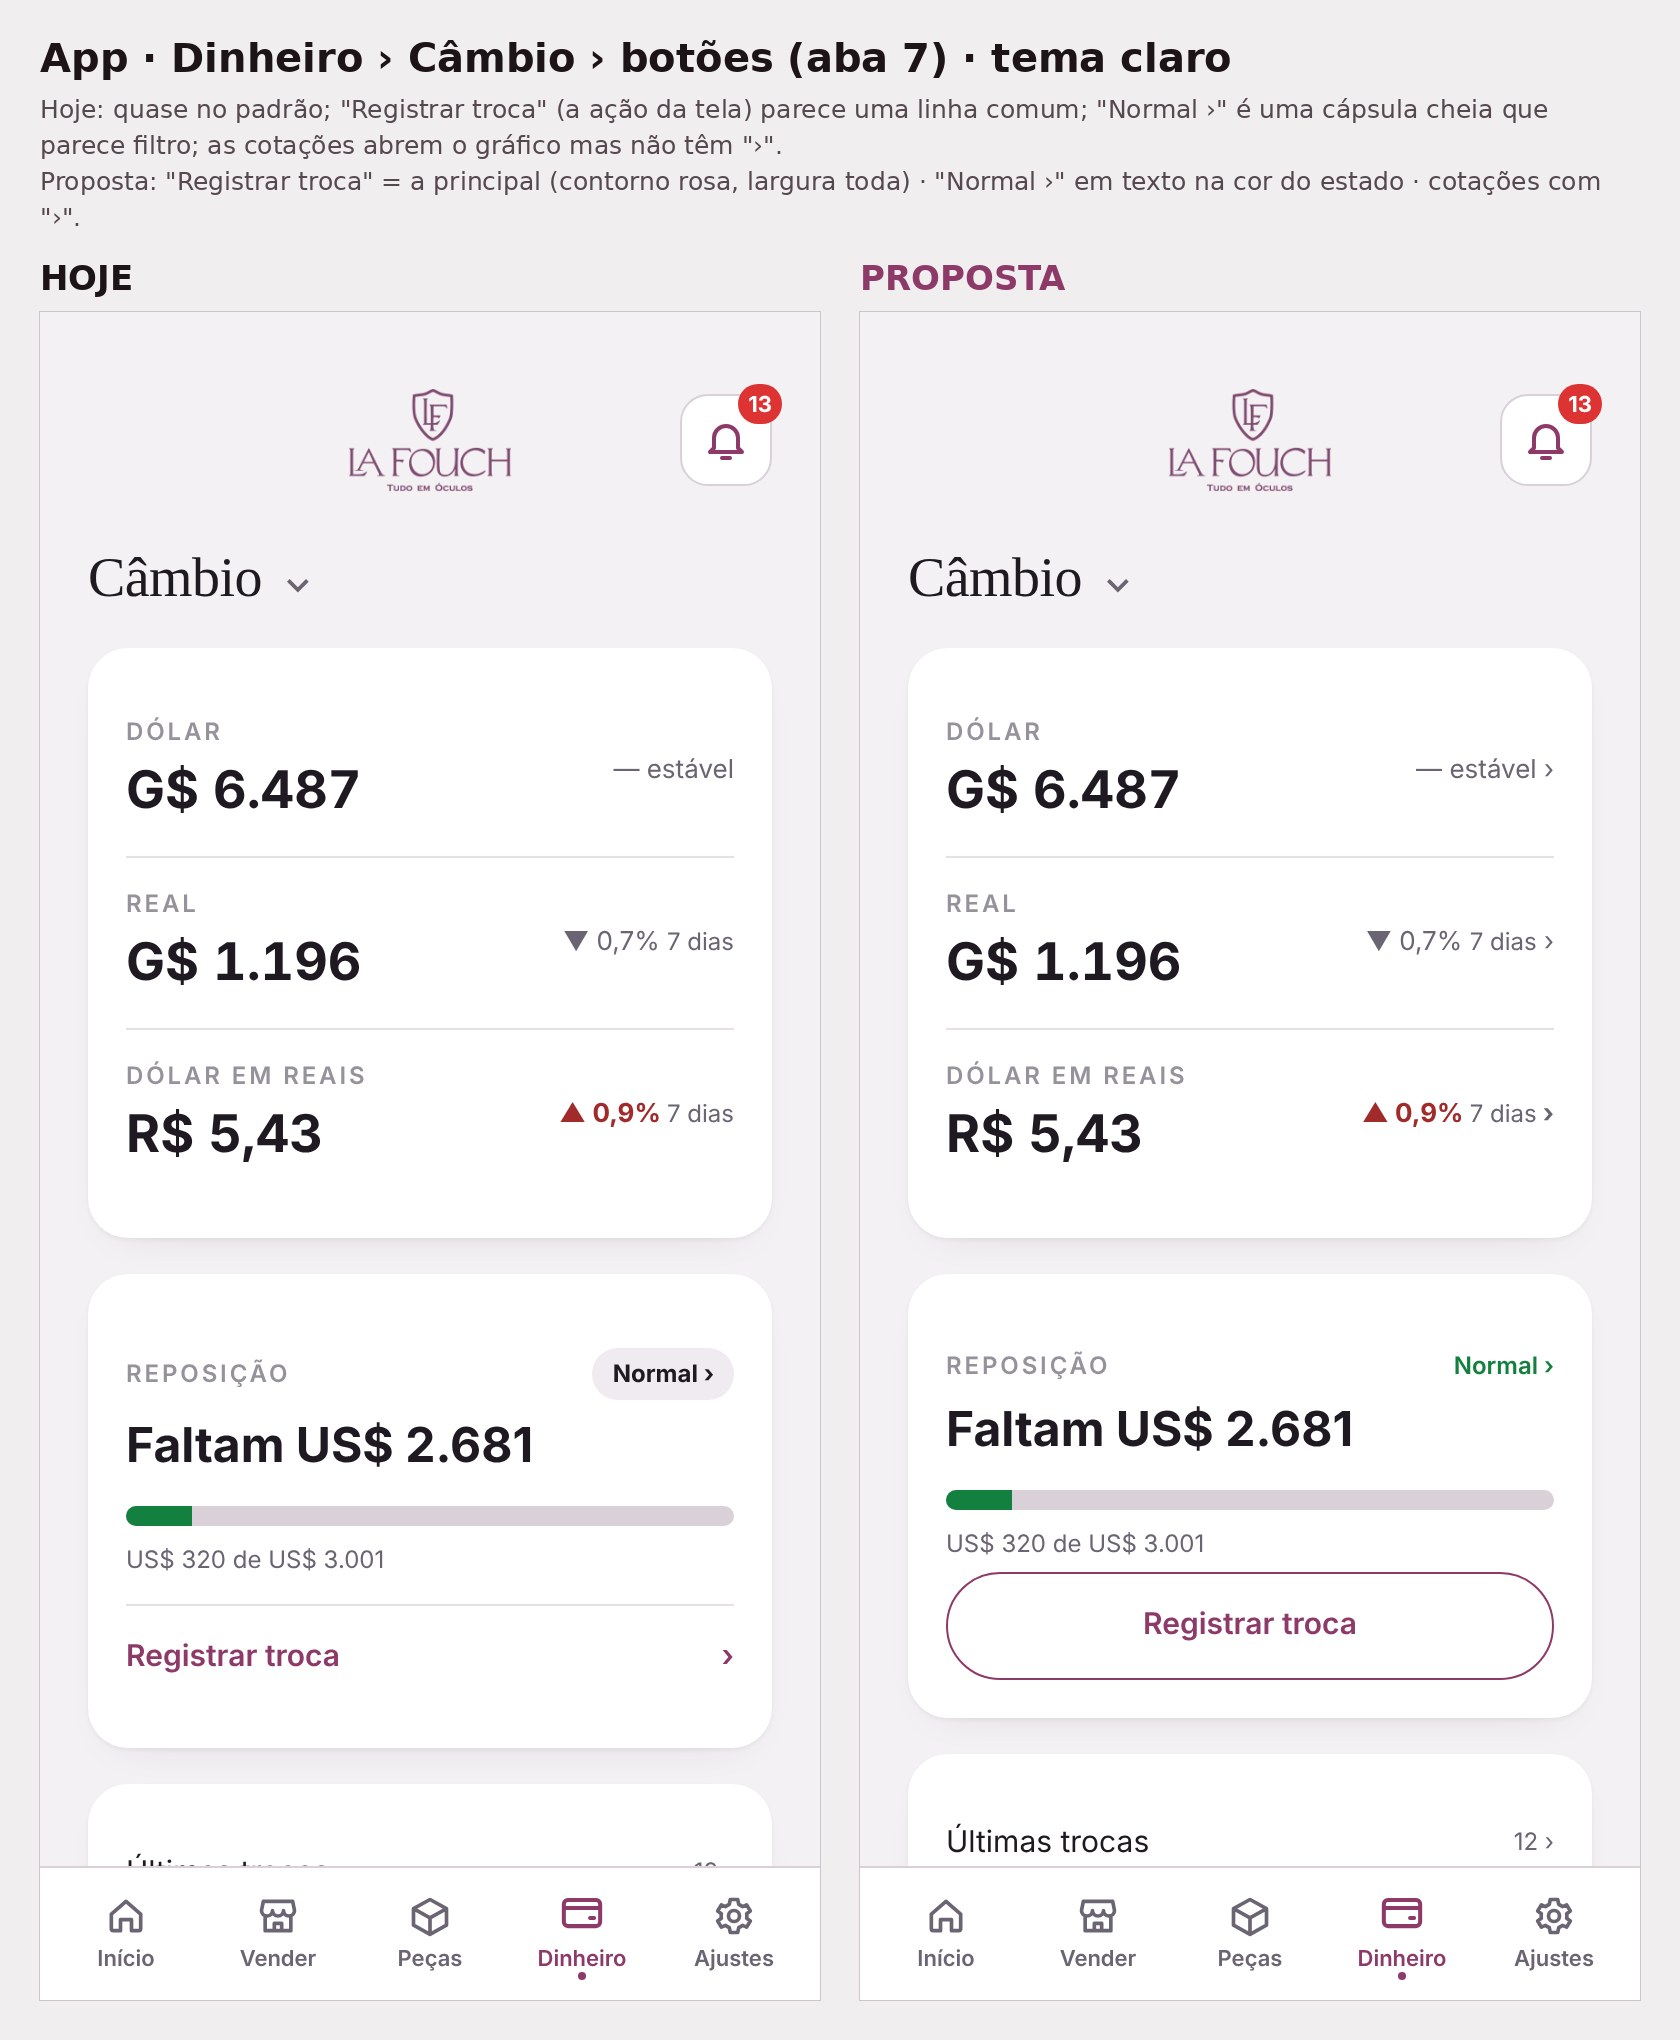 App · Dinheiro › Câmbio › botões (aba 7) · tema claro
Hoje: quase no padrão; "Registrar troca" (a ação da tela) parece uma linha comum; "Normal ›" é uma cápsula cheia que
parece filtro; as cotações abrem o gráfico mas não têm "›".
Proposta: "Registrar troca" = a principal (contorno rosa, largura toda) · "Normal ›" em texto na cor do estado · cotações com
"›".
HOJE
LF
LA FOUCH
TUDO EM ÓCULOS
13
Câmbio
DÓLAR
G$ 6.487
— estável
REAL
G$ 1.196
▼ 0,7% 7 dias
DÓLAR EM REAIS
R$ 5,43
▲ 0,9% 7 dias
REPOSIÇÃO
Normal ›
Faltam US$ 2.681
US$ 320 de US$ 3.001
Registrar troca ›
Últimas trocas
Início
Vender
Peças
Dinheiro
Ajustes
PROPOSTA
LF
LA FOUCH
TUDO EM ÓCULOS
13
Câmbio
DÓLAR
G$ 6.487
— estável ›
REAL
G$ 1.196
▼ 0,7% 7 dias ›
DÓLAR EM REAIS
R$ 5,43
▲ 0,9% 7 dias ›
REPOSIÇÃO
Normal ›
Faltam US$ 2.681
US$ 320 de US$ 3.001
Registrar troca
Últimas trocas
12 ›
Início
Vender
Peças
Dinheiro
Ajustes